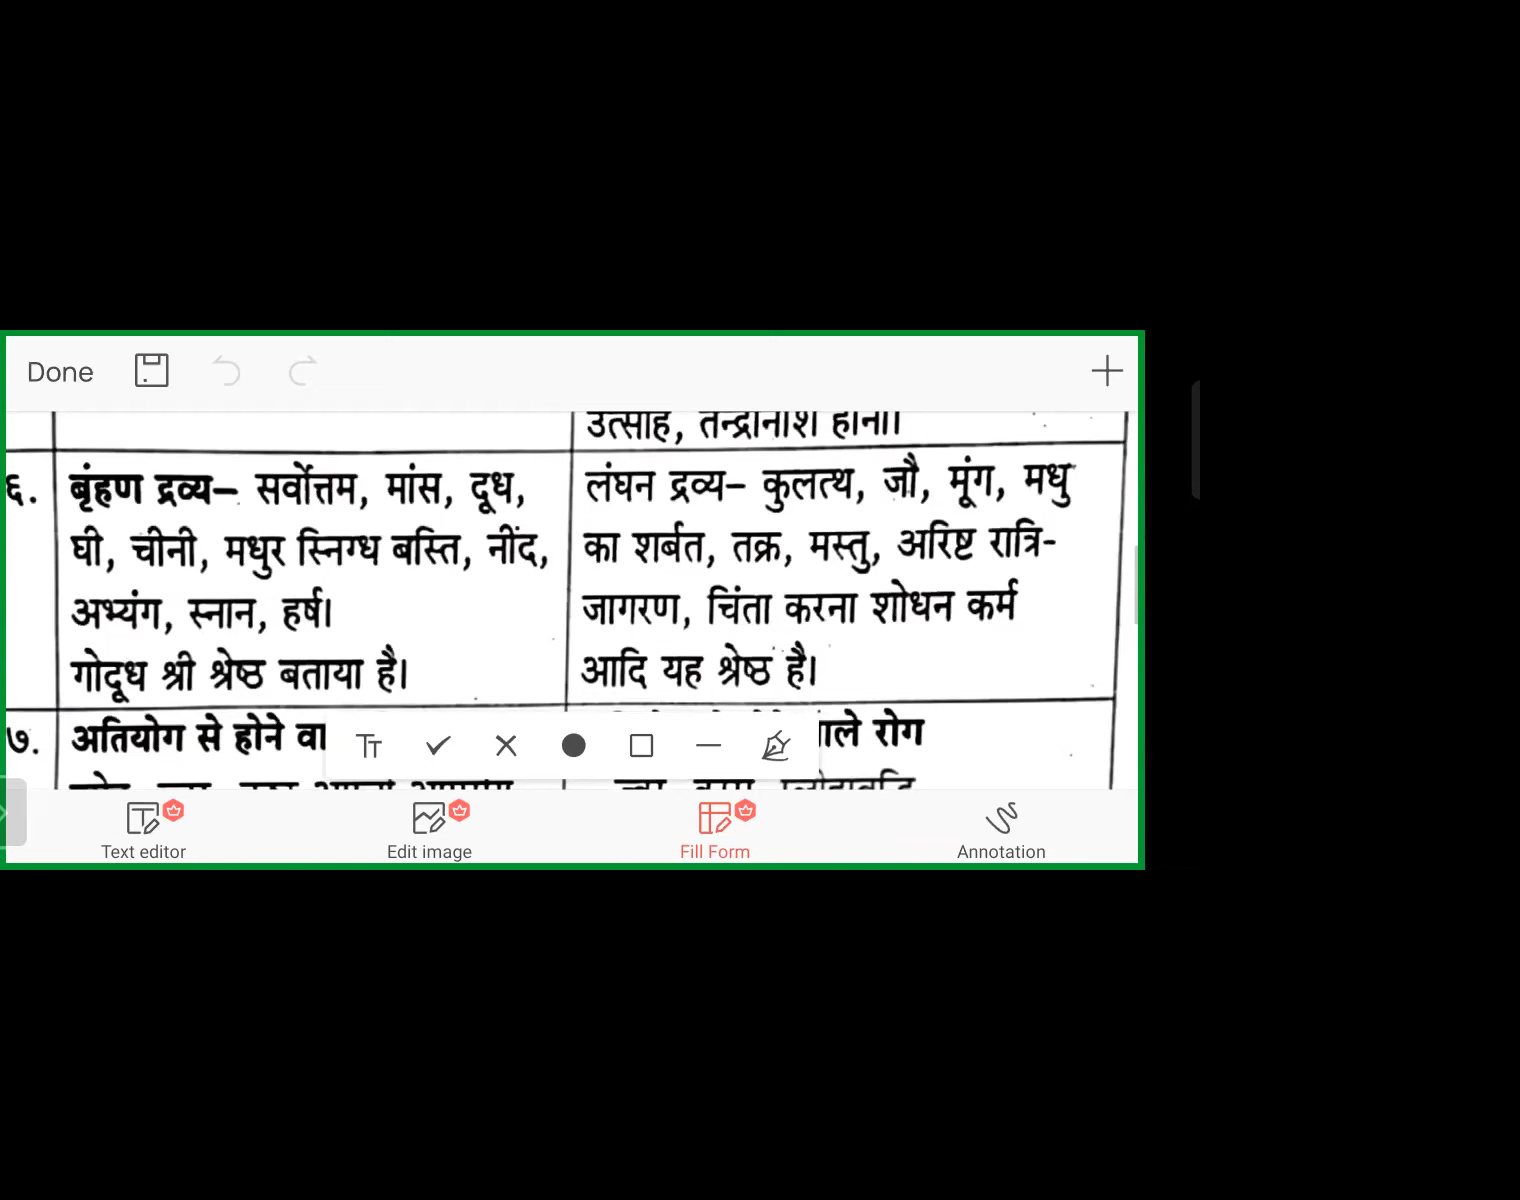 Done
उत्साह, तन्द्रानाश होना।
६. बृंहण द्रव्य– सर्वोत्तम, मांस, दूध,
घी, चीनी, मधुर स्निग्ध बस्ति, नींद,
अभ्यंग, स्नान, हर्ष।
गोदूध श्री श्रेष्ठ बताया है।
लंघन द्रव्य– कुलत्थ, जौ, मूंग, मधु
का शर्बत, तक्र, मस्तु, अरिष्ट रात्रि-
जागरण, चिंता करना शोधन कर्म
आदि यह श्रेष्ठ है।
७. अतियोग से होने वा
ाले रोग
Text editor
Edit image
Fill Form
Annotation